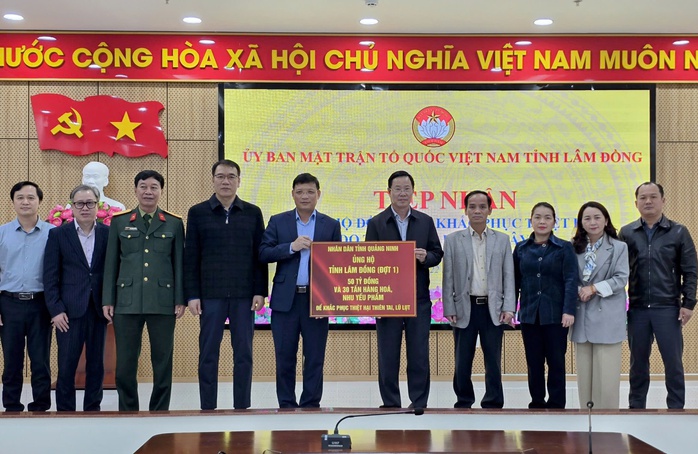 NƯỚC CỘNG HÒA XÃ HỘI CHỦ NGHĨA VIỆT NAM MUÔN N
ỦY BAN MẶT TRẬN TỔ QUỐC VIỆT NAM TỈNH LÂM ĐỒNG
TIẾP NHẬN
NHÂN DÂN TỈNH QUẢNG NINH
ỦNG HỘ
TỈNH LÂM ĐỒNG (ĐỢT 1)
50 TỶ ĐỒNG
VÀ 39 TẤN HÀNG HOÁ,
NHU YẾU PHẨM
ĐỂ KHẮC PHỤC THIỆT HẠI THIÊN TAI, LŨ LỤT